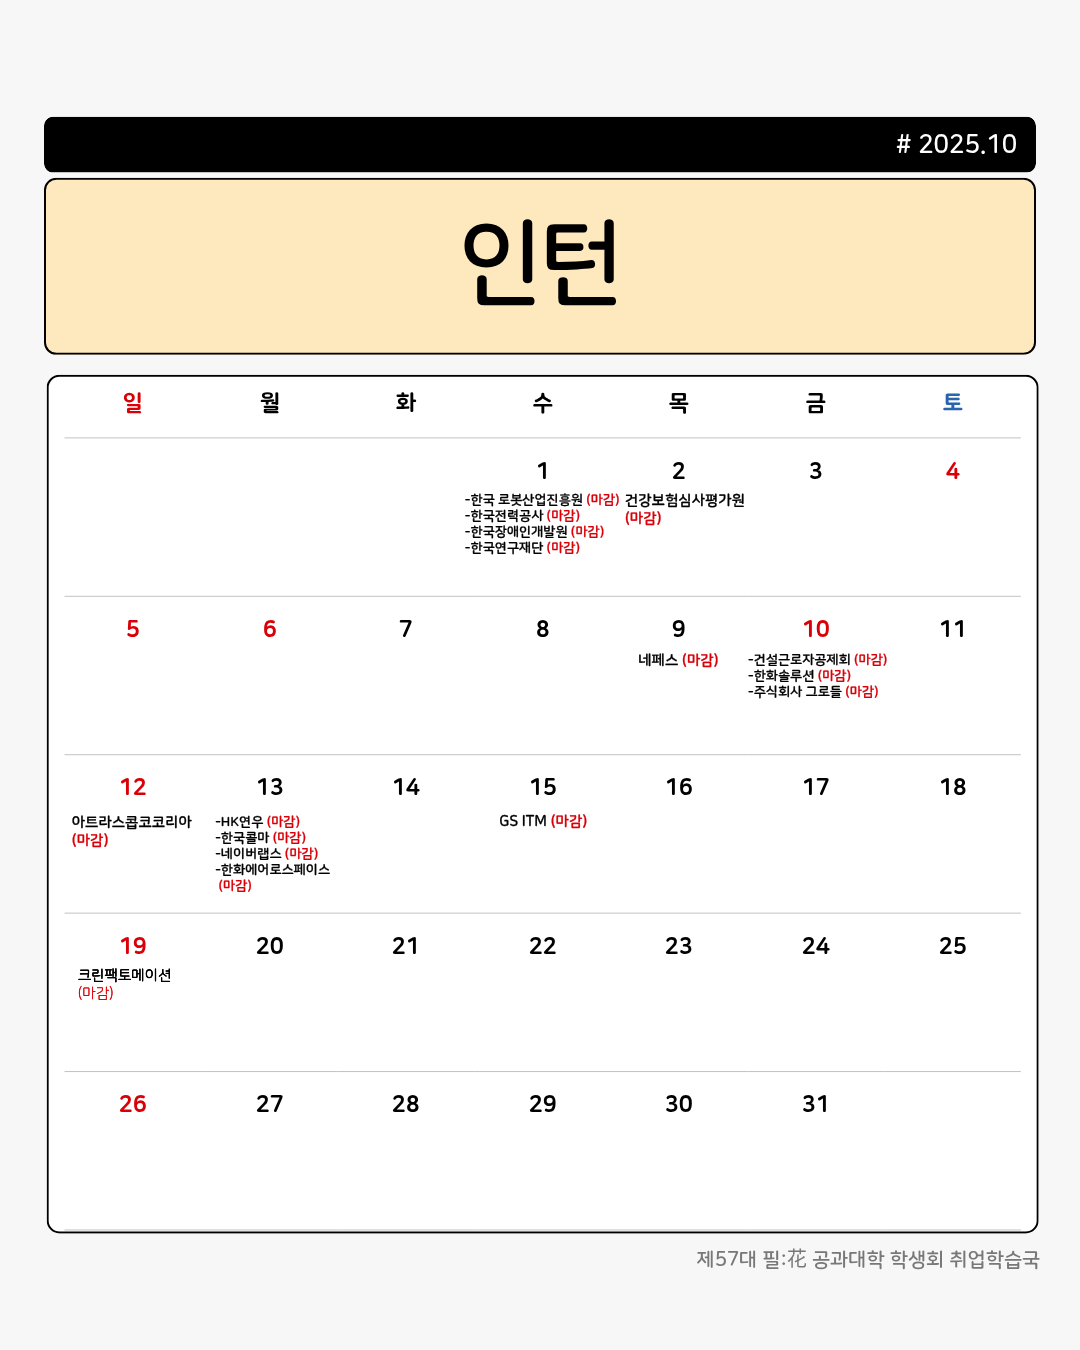 # 2025.10
인턴
일 월 화 수 목 금 토
1 2 3 4
-한국 로봇산업진흥원 (마감)
-한국전력공사 (마감)
-한국장애인개발원 (마감)
-한국연구재단 (마감)
건강보험심사평가원
(마감)
5 6 7 8 9 10 11
네페스 (마감)
-건설근로자공제회 (마감)
-한화솔루션 (마감)
-주식회사 그로들 (마감)
12 13 14 15 16 17 18
아트라스콥코코리아
(마감)
-HK연우 (마감)
-한국콜마 (마감)
-네이버랩스 (마감)
-한화에어로스페이스
(마감)
GS ITM (마감)
19 20 21 22 23 24 25
크린팩토메이션
(마감)
26 27 28 29 30 31
제57대 필:花 공과대학 학생회 취업학습국